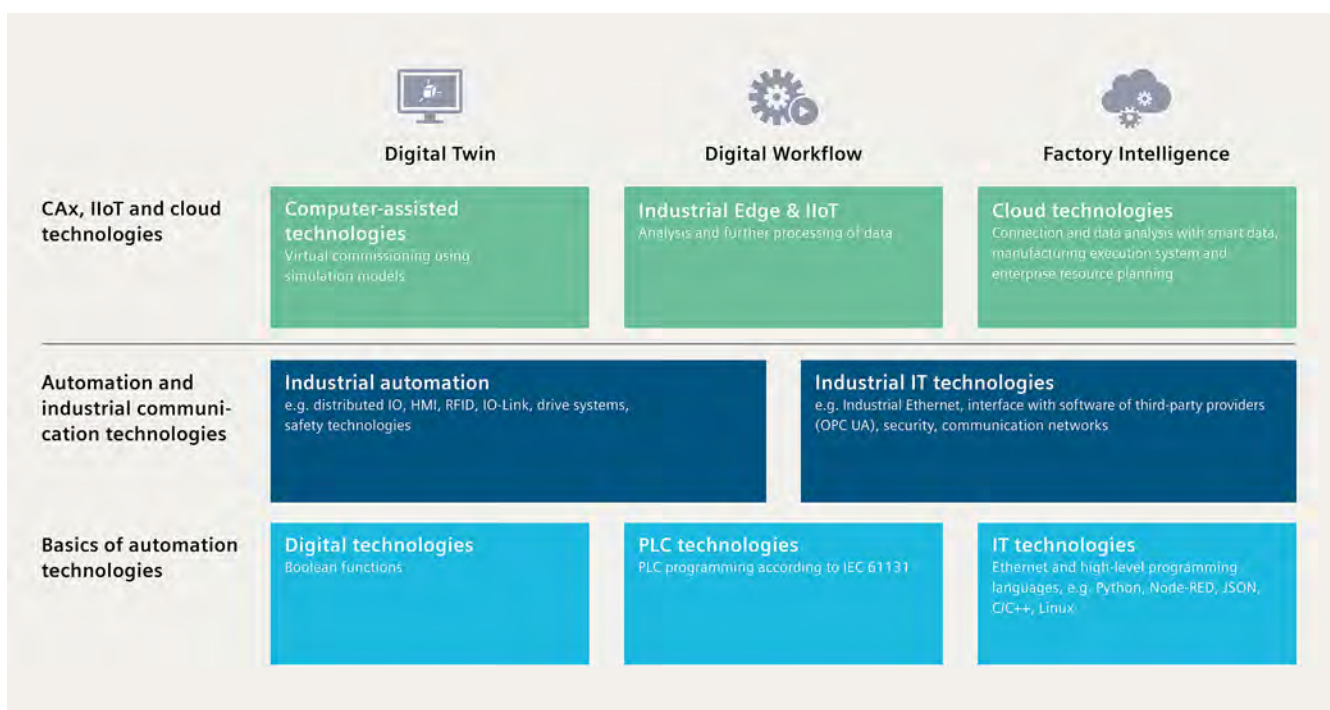 Digital Twin
Digital Workflow
Factory Intelligence
CAx, IIoT and cloud
technologies
Computer-assisted
technologies
Virtual commissioning using
simulation models
Industrial Edge & IIoT
Analysis and further processing of data
Cloud technologies
Connection and data analysis with smart data,
manufacturing execution system and
enterprise resource planning
Automation and
industrial communi-
cation technologies
Industrial automation
e.g. distributed IO, HMI, RFID, IO-Link, drive systems,
safety technologies
Industrial IT technologies
e.g. Industrial Ethernet, interface with software of third-party providers
(OPC UA), security, communication networks
Basics of automation
technologies
Digital technologies
Boolean functions
PLC technologies
PLC programming according to IEC 61131
IT technologies
Ethernet and high-level programming
languages, e.g. Python, Node-RED, JSON,
C/C++, Linux